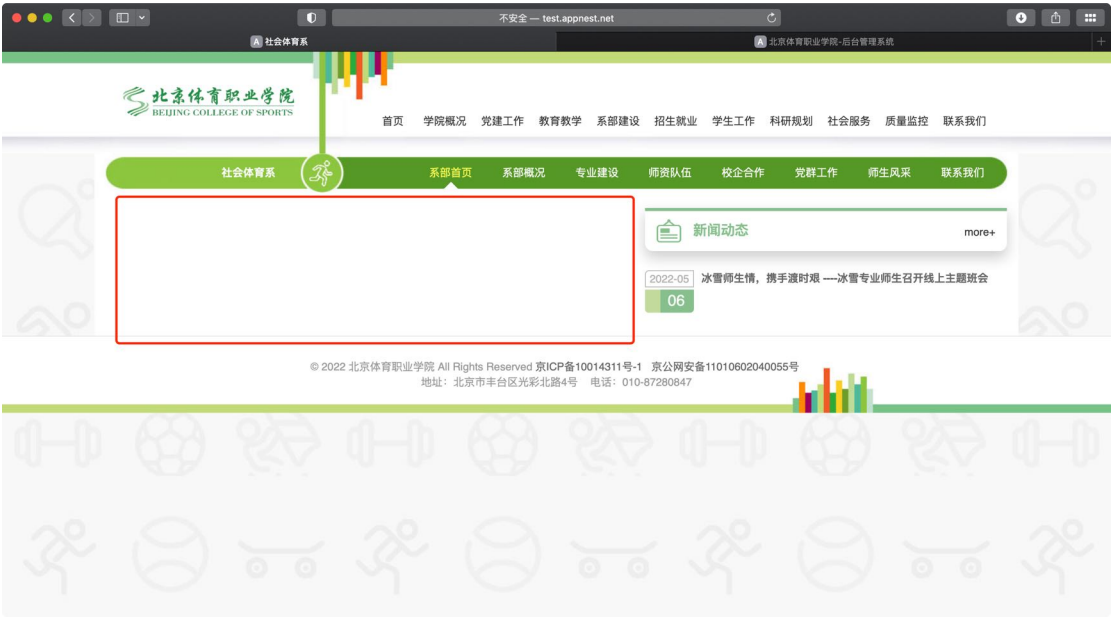 不安全 — test.appnest.net
A 社会体育系
A 北京体育职业学院-后台管理系统
北京体育职业学院
BEIJING COLLEGE OF SPORTS
首页 学院概况 党建工作 教育教学 系部建设 招生就业 学生工作 科研规划 社会服务 质量监控 联系我们
社会体育系 系部首页 系部概况 专业建设 师资队伍 校企合作 党群工作 师生风采 联系我们
新闻动态 more+
2022-05 冰雪师生情，携手渡时艰 ----冰雪专业师生召开线上主题班会
06
© 2022 北京体育职业学院 All Rights Reserved 京ICP备10014311号-1 京公网安备11010602040055号
地址：北京市丰台区光彩北路4号 电话：010-87280847